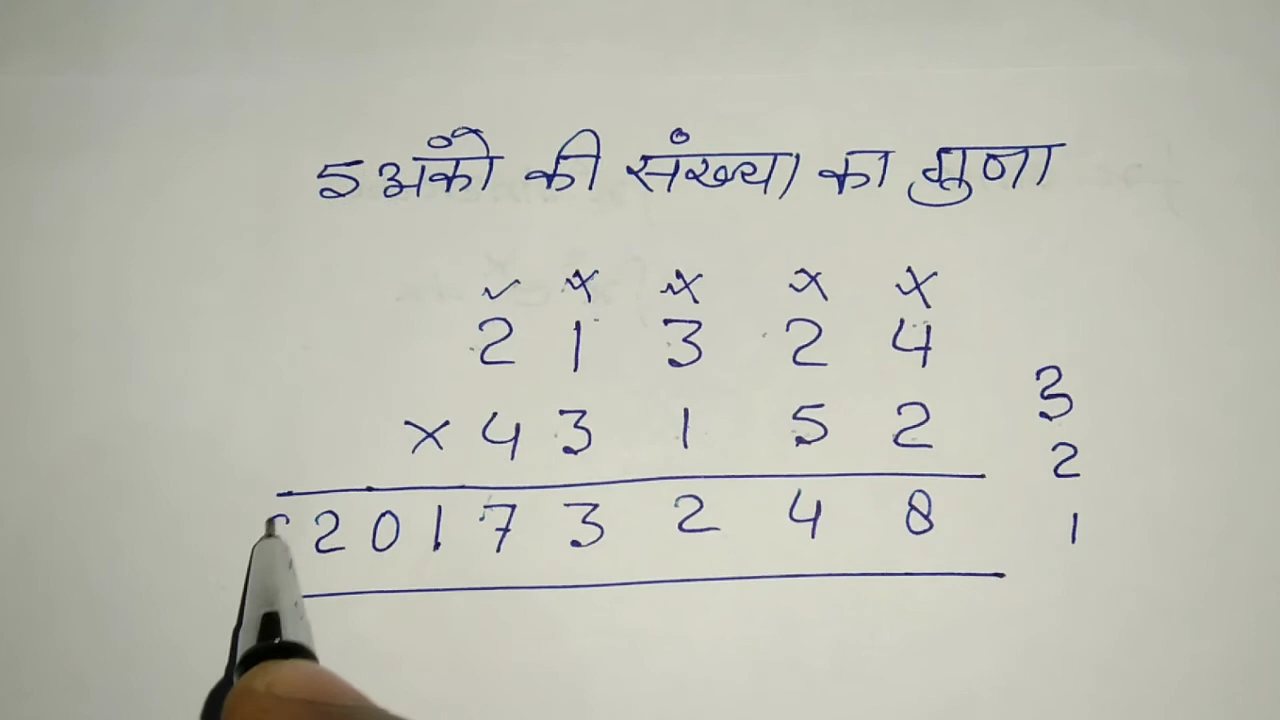 5 अंकों की संख्या का गुना
✓ × × × ×
2 1 3 2 4
× 4 3 1 5 2
2 0 1 7 3 2 4 8
3
2
1